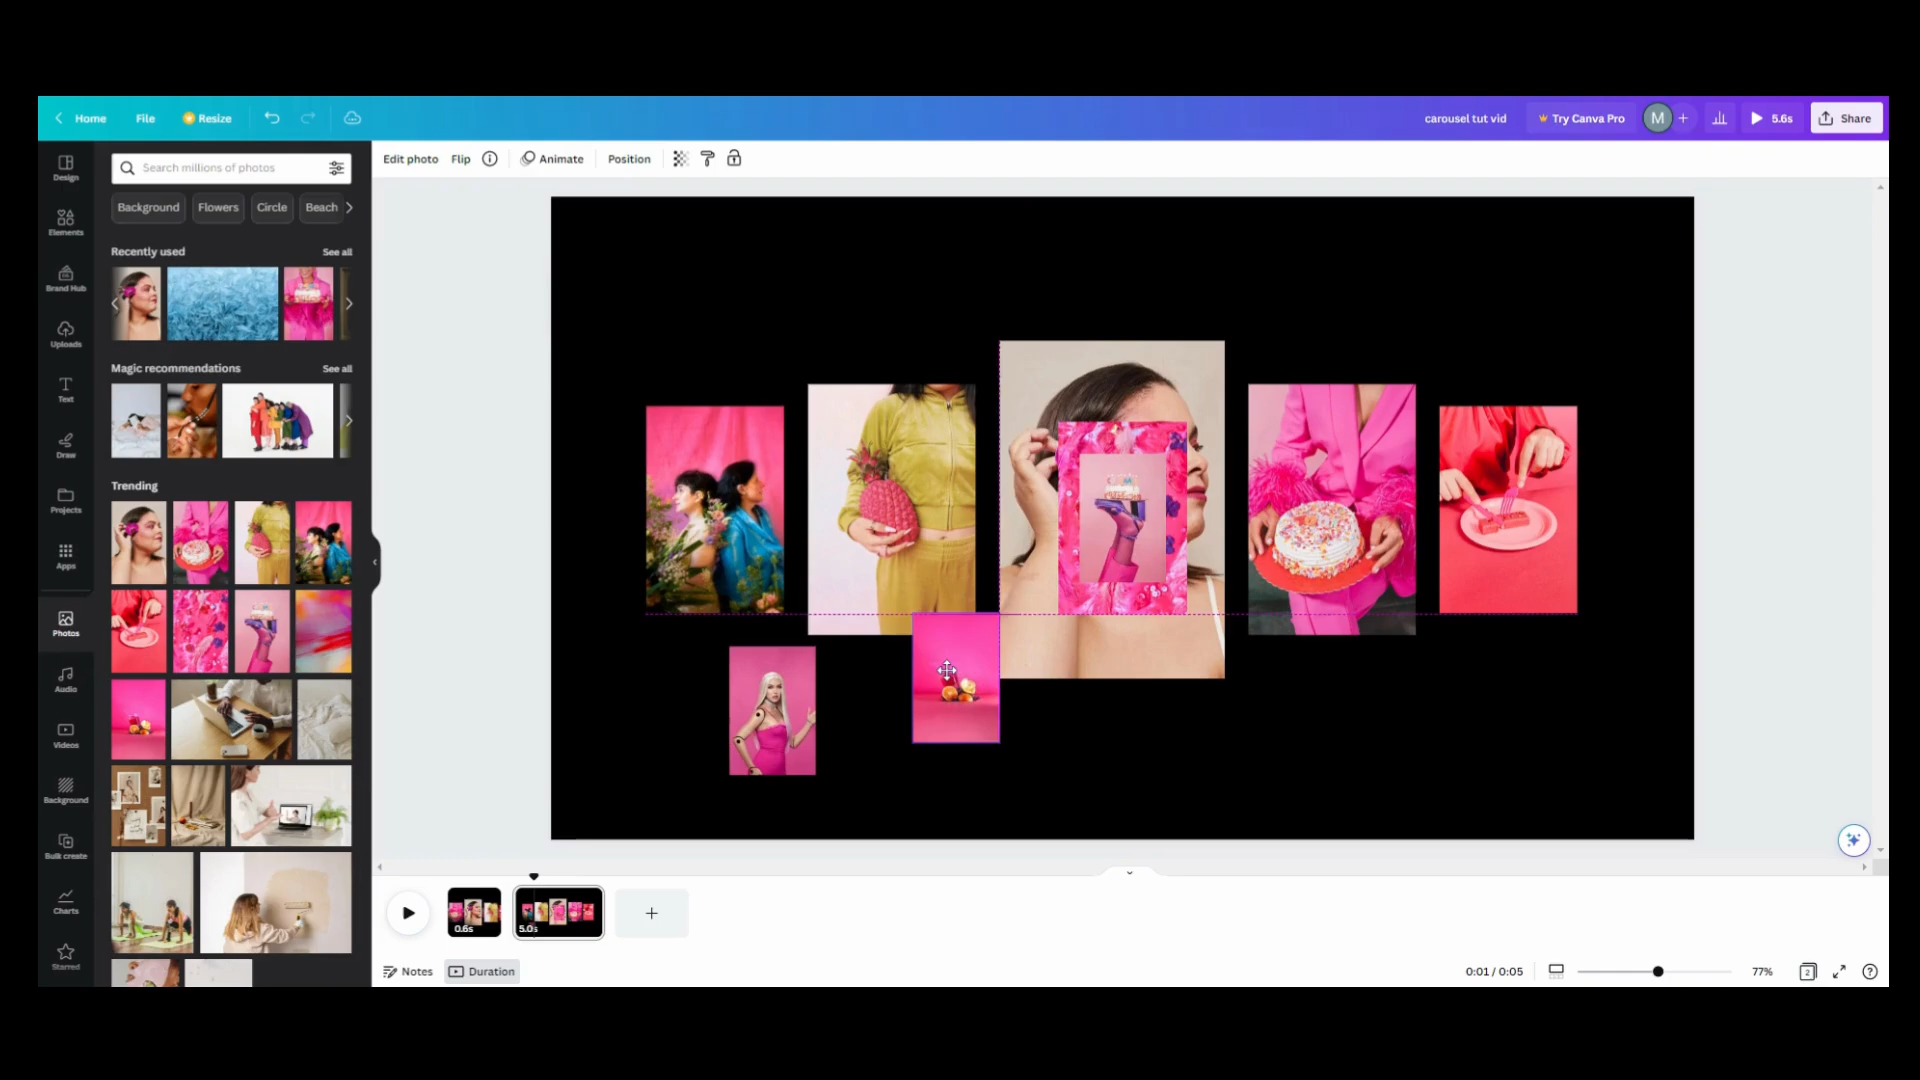 Home File Resize carousel tut vid Try Canva Pro M + 5.6s Share
Edit photo Flip Animate Position
Search millions of photos
Background Flowers Circle Beach
Recently used See all
Magic recommendations See all
Trending
Design
Elements
Brand Hub
Uploads
Text
Draw
Projects
Apps
Photos
Audio
Videos
Background
Bulk create
Charts
Starred
0.6s 5.0s +
Notes Duration 0:01 / 0:05 77% 2